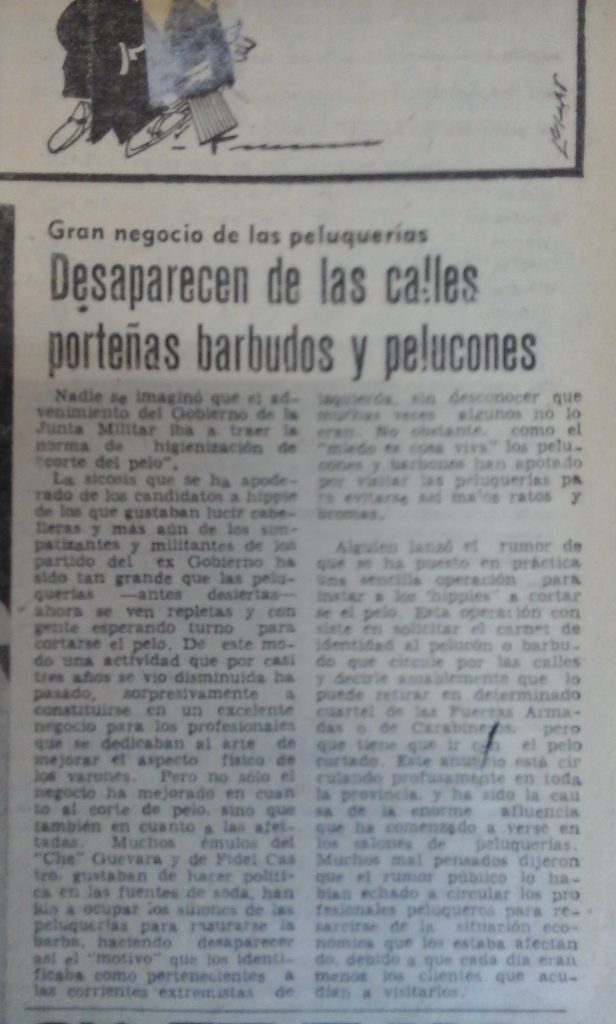 Gran negocio de las peluquerías
Desaparecen de las calles
porteñas barbudos y pelucones
Nadie se imaginó que el ad-
venimiento del Gobierno de la
Junta Militar iba a traer la
norma de higienización de
"corte del pelo".
La sicosis que se ha apode-
rado de los candidatos a hippie
de los que gustaban lucir cabe-
lleras y más aún de los sim-
patizantes y militantes de los
partido del ex Gobierno ha
sido tan grande que las pelu-
querías —antes desiertas—
ahora se ven repletas y con
gente esperando turno para
cortarse el pelo. De este mo-
do una actividad que por casi
tres años se vio disminuida ha
pasado, sorpresivamente a
constituirse en un excelente
negocio para los profesionales
que se dedicaban al arte de
mejorar el aspecto físico de
los varones. Pero no sólo el
negocio ha mejorado en cuan
to al corte de pelo, sino que
también en cuanto a las afei-
tadas. Muchos émulos del
"Che" Guevara y de Fidel Cas
tro, gustaban de hacer políti-
ca en las fuentes de soda, han
ido a ocupar los sillones de las
peluquerías para rasurarse la
barba, haciendo desaparecer
así el "motivo" que los identi-
ficaba como pertenecientes a
las corrientes extremistas de
izquierda, sin desconocer que
muchas veces algunos no lo
eran. No obstante, como el
"miedo es cosa viva" los pelu-
cones y barbones han apotado
por visitar las peluquerías pa
ra evitarse así malos ratos y
bromas.
Alguien lanzó el rumor de
que se ha puesto en práctica
una sencilla operación para
instar a los "hippies" a cortar
se el pelo. Esta operación con
siste en solicitar el carnet de
identidad al pelucón o barbu-
do que circule por las calles
y decirle amablemente que lo
puede retirar en determinado
cuartel de las Fuerzas Arma-
das o de Carabineros, pero
que tiene que ir con el pelo
cortado. Este anuncio está cir
culando profusamente en toda
la provincia, y ha sido la cau
sa de la enorme afluencia
que ha comenzado a verse en
los salones de peluquerías.
Muchos mal pensados dijeron
que el rumor público lo ha-
bían echado a circular los pro
fesionales peluqueros para re-
sarcirse de la situación eco-
nómica que los estaba afectan
do, debido a que cada día eran
menos los clientes que acu-
dían a visitarlos.